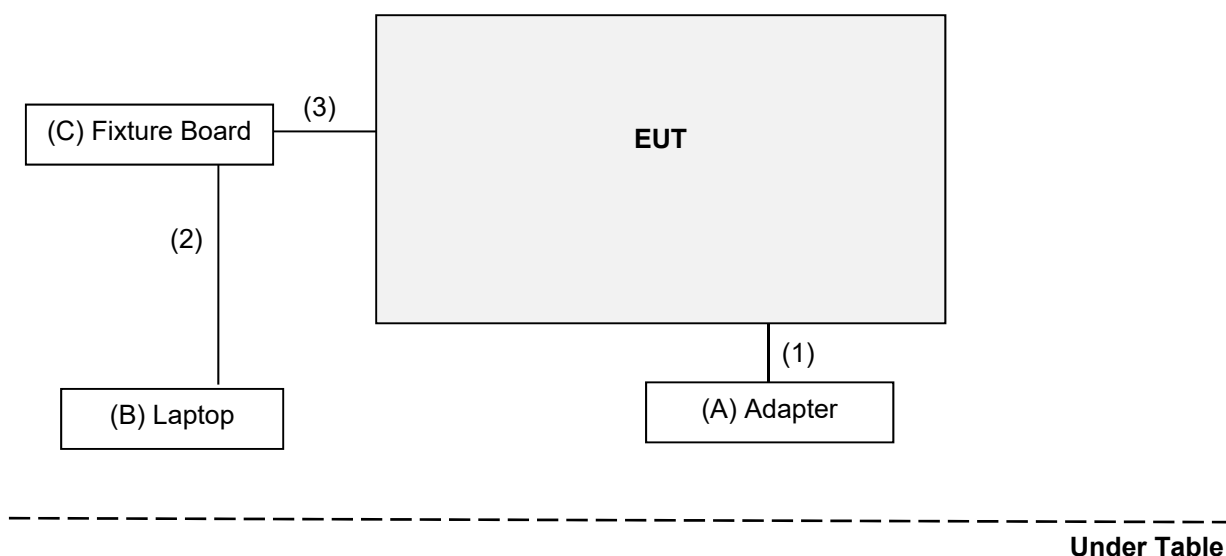 (C) Fixture Board
(3)
EUT
(2)
(1)
(B) Laptop
(A) Adapter
Under Table